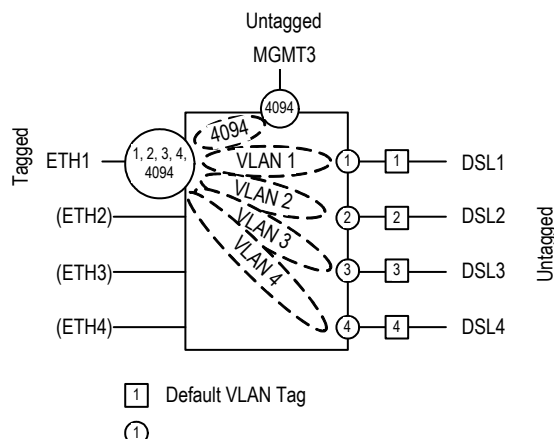 Untagged
MGMT3
4094
4094
Tagged
ETH1
1, 2, 3, 4,
4094
VLAN 1
1
1
DSL1
(ETH2)
VLAN 2
2
2
DSL2
VLAN 3
(ETH3)
3
3
DSL3
VLAN 4
(ETH4)
4
4
DSL4
Untagged
1 Default VLAN Tag
1